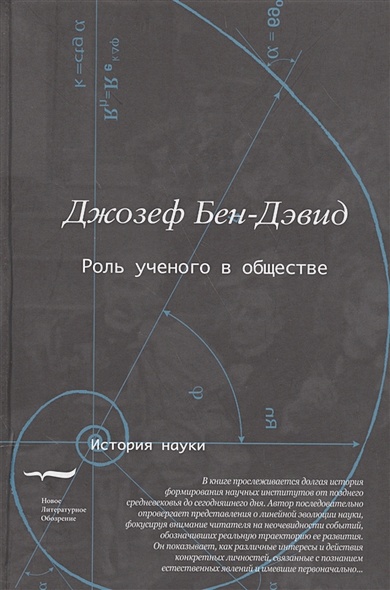 Джозеф Бен-Дэвид
Роль ученого в обществе
φ
История науки
Новое
Литературное
Обозрение
В книге прослеживается долгая история
формирования научных институтов от позднего
средневековья до сегодняшнего дня. Автор последовательно
опровергает представления о линейной эволюции науки,
фокусируя внимание читателя на неочевидности событий,
обозначивших реальную траекторию ее развития.
Он показывает, как различные интересы и действия
конкретных личностей, связанные с познанием
естественных явлений и имевшие первоначально...